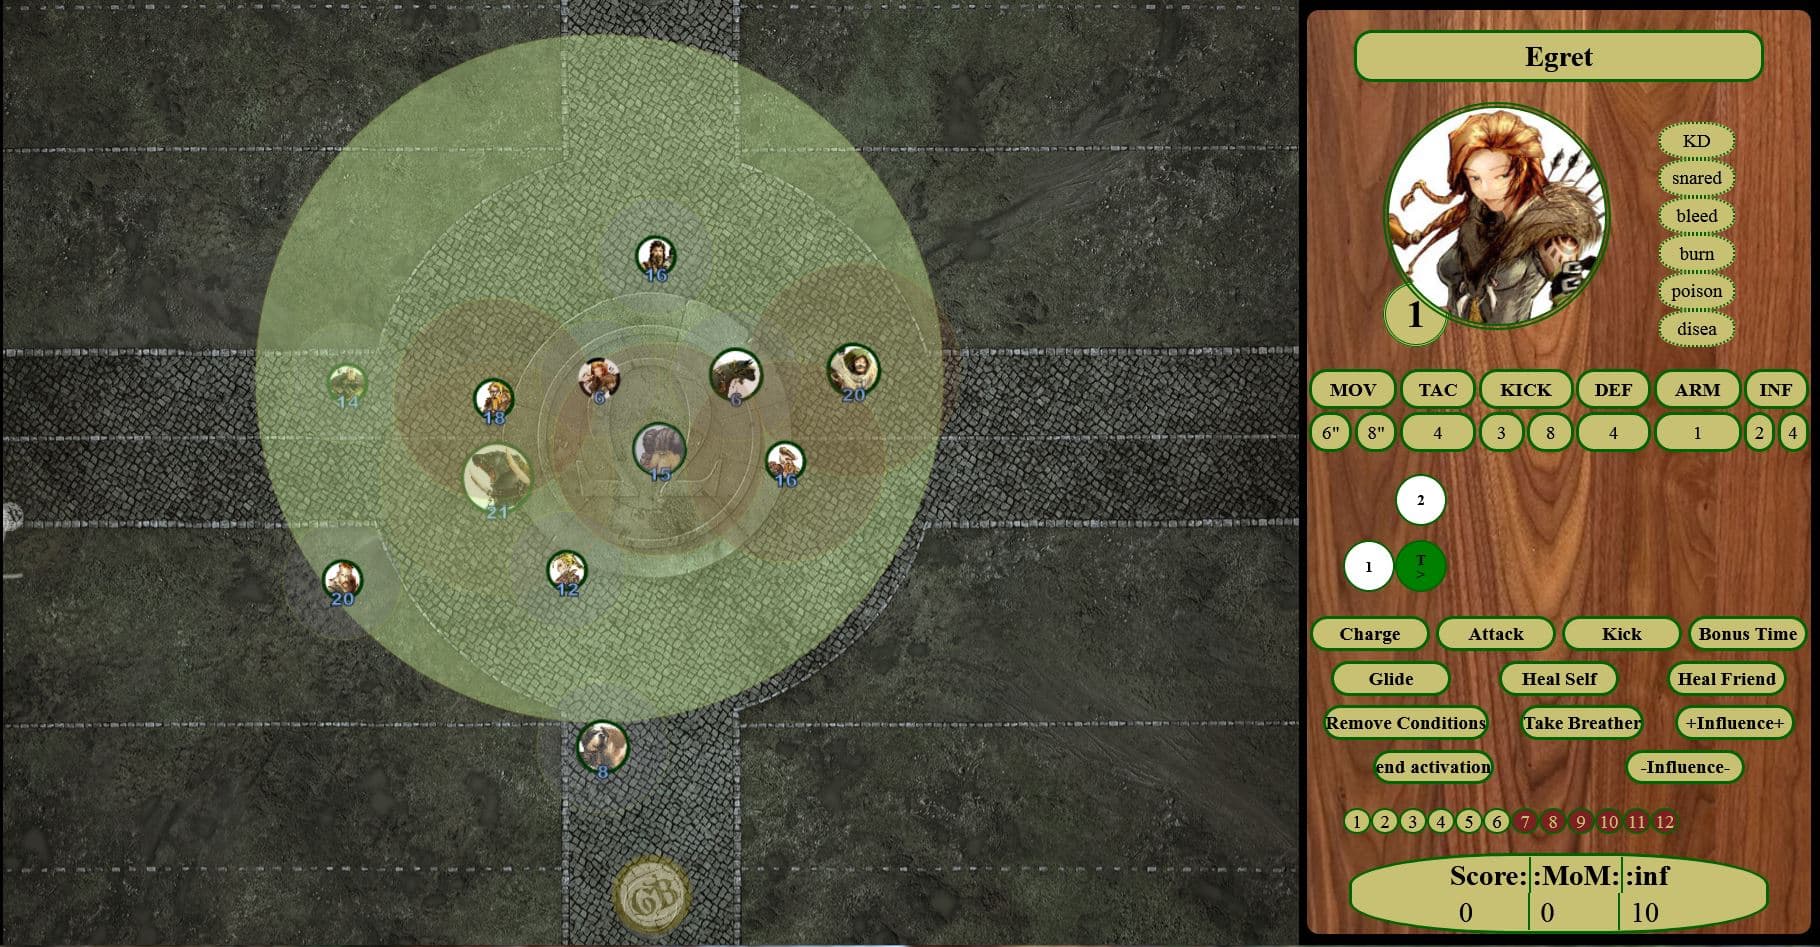 Egret
KD
snared
bleed
burn
poison
disea
1
MOV TAC KICK DEF ARM INF
6" 8" 4 3 8 4 1 2 4
2
1 T
>
Charge Attack Kick Bonus Time
Glide Heal Self Heal Friend
Remove Conditions Take Breather +Influence+
end activation -Influence-
1 2 3 4 5 6 7 8 9 10 11 12
Score: :MoM: :inf
0 0 10
16
14 18 6 6 20
15 16
21
20 12
8
GB